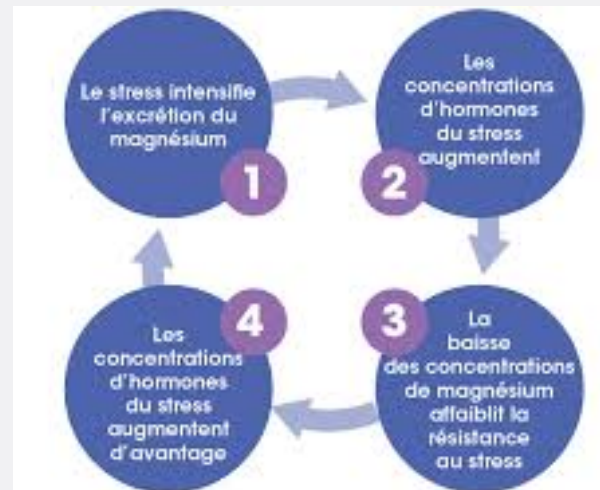 Le stress intensifie
l'excrétion du
magnésium
1
Les
concentrations
d'hormones
du stress
augmentent
2
3
La
baisse
des concentrations
de magnésium
affaiblit la
résistance
au stress
4
Les
concentrations
d'hormones
du stress
augmentent
d'avantage